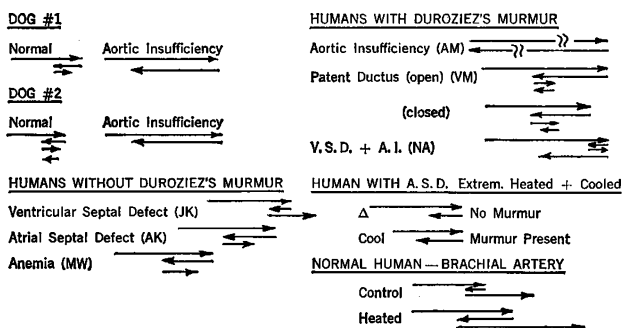 DOG #1
Normal Aortic Insufficiency
DOG #2
Normal Aortic Insufficiency
HUMANS WITHOUT DUROZIEZ'S MURMUR
Ventricular Septal Defect (JK)
Atrial Septal Defect (AK)
Anemia (MW)
HUMANS WITH DUROZIEZ'S MURMUR
Aortic Insufficiency (AM)
Patent Ductus (open) (VM)
(closed)
V.S.D. + A.I. (NA)
HUMAN WITH A.S.D. Extrem. Heated + Cooled
Δ No Murmur
Cool Murmur Present
NORMAL HUMAN—BRACHIAL ARTERY
Control
Heated